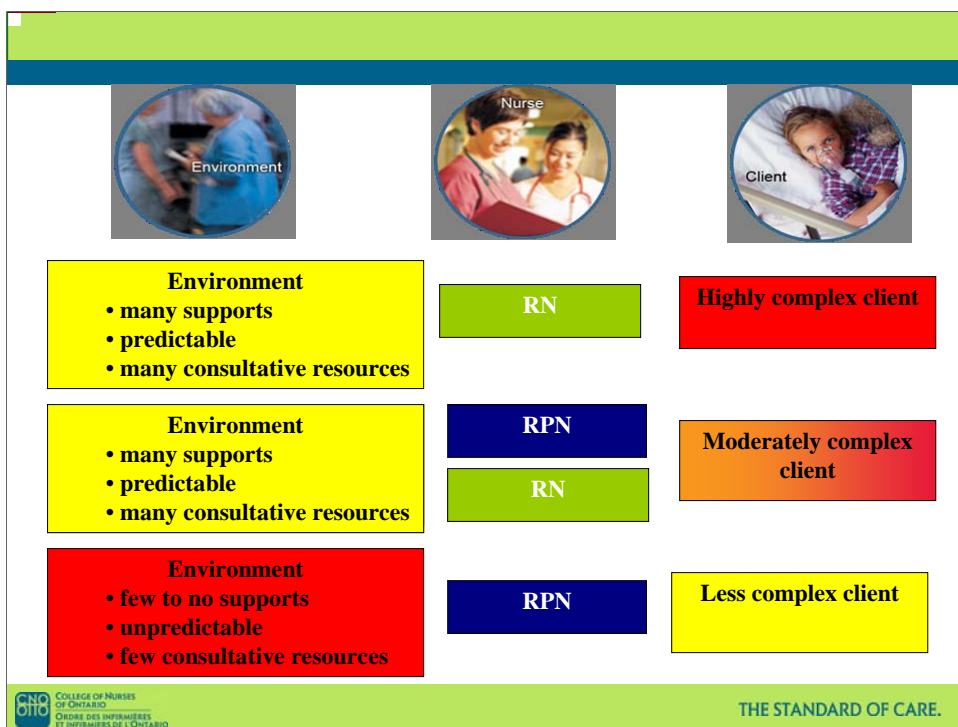 Environment
Nurse
Client
Environment
• many supports
• predictable
• many consultative resources
RN
Highly complex client
Environment
• many supports
• predictable
• many consultative resources
RPN
RN
Moderately complex
client
Environment
• few to no supports
• unpredictable
• few consultative resources
RPN
Less complex client
CNO
OIIO
COLLEGE OF NURSES
OF ONTARIO
ORDRE DES INFIRMIÈRES
ET INFIRMIERS DE L'ONTARIO
THE STANDARD OF CARE.